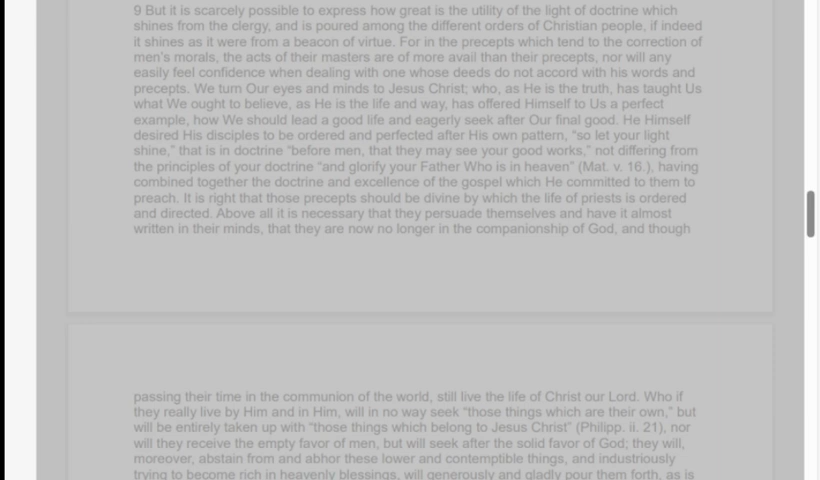 9 But it is scarcely possible to express how great is the utility of the light of doctrine which
shines from the clergy, and is poured among the different orders of Christian people, if indeed
it shines as it were from a beacon of virtue. For in the precepts which tend to the correction of
men's morals, the acts of their masters are of more avail than their precepts, nor will any
easily feel confidence when dealing with one whose deeds do not accord with his words and
precepts. We turn Our eyes and minds to Jesus Christ; who, as He is the truth, has taught Us
what We ought to believe, as He is the life and way, has offered Himself to Us a perfect
example, how We should lead a good life and eagerly seek after Our final good. He Himself
desired His disciples to be ordered and perfected after His own pattern, “so let your light
shine,” that is in doctrine “before men, that they may see your good works,” not differing from
the principles of your doctrine “and glorify your Father Who is in heaven” (Mat. v. 16.), having
combined together the doctrine and excellence of the gospel which He committed to them to
preach. It is right that those precepts should be divine by which the life of priests is ordered
and directed. Above all it is necessary that they persuade themselves and have it almost
written in their minds, that they are now no longer in the companionship of God, and though
passing their time in the communion of the world, still live the life of Christ our Lord. Who if
they really live by Him and in Him, will in no way seek “those things which are their own,” but
will be entirely taken up with “those things which belong to Jesus Christ” (Philipp. ii. 21), nor
will they receive the empty favor of men, but will seek after the solid favor of God; they will,
moreover, abstain from and abhor these lower and contemptible things, and industriously
trying to become rich in heavenly blessings, will generously and gladly pour them forth, as is